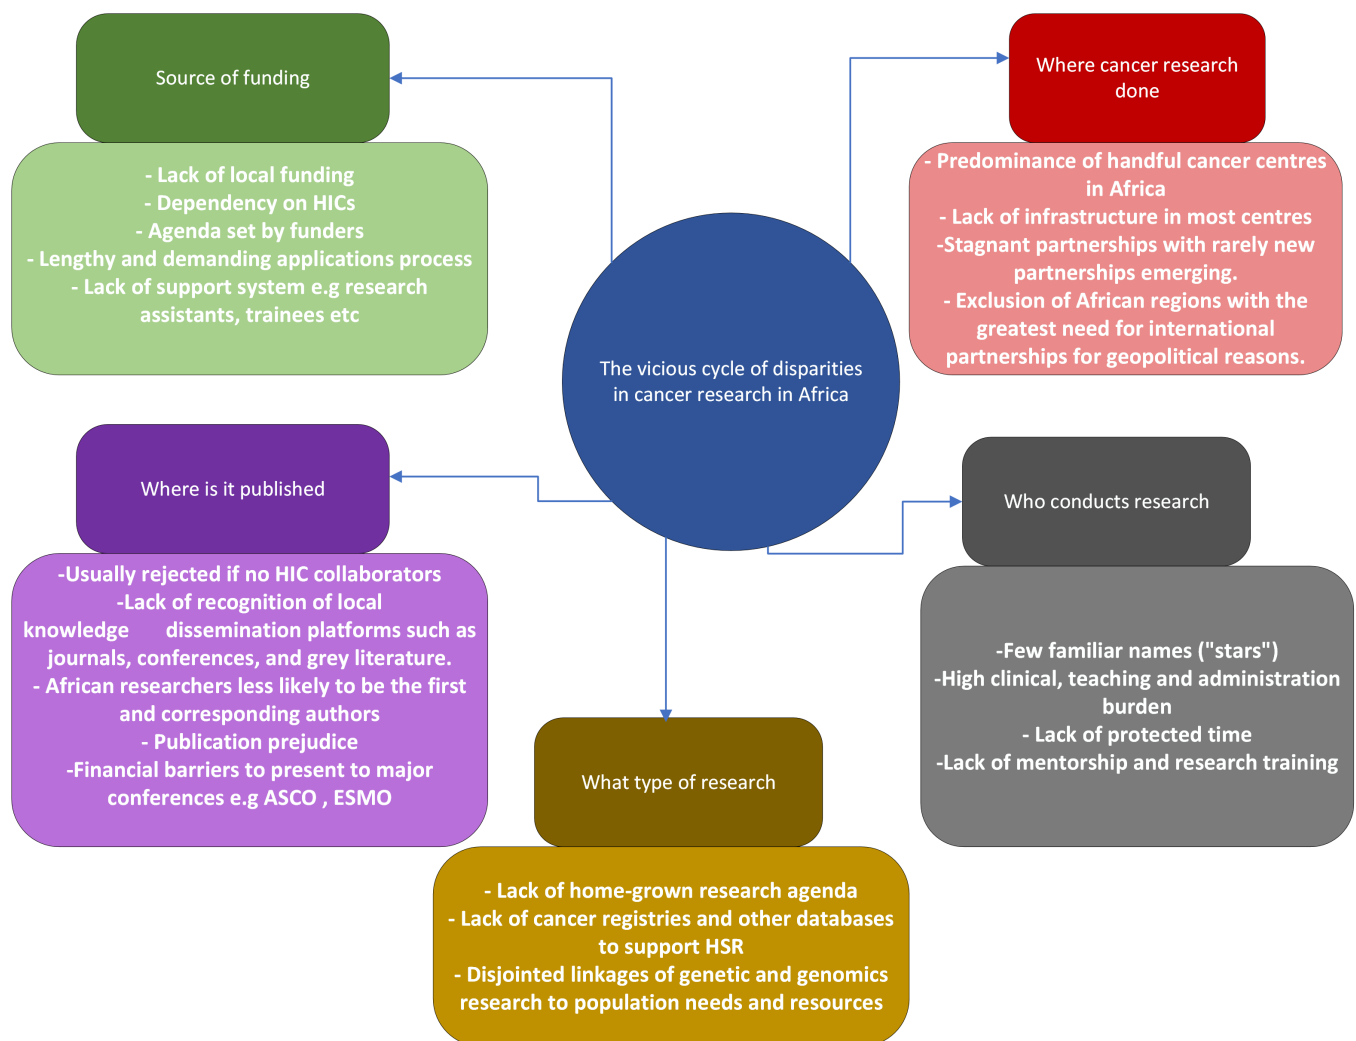 Source of funding
- Lack of local funding
- Dependency on HICs
- Agenda set by funders
- Lengthy and demanding applications process
- Lack of support system e.g research
assistants, trainees etc
Where cancer research
done
- Predominance of handful cancer centres
in Africa
- Lack of infrastructure in most centres
-Stagnant partnerships with rarely new
partnerships emerging.
- Exclusion of African regions with the
greatest need for international
partnerships for geopolitical reasons.
The vicious cycle of disparities
in cancer research in Africa
Where is it published
-Usually rejected if no HIC collaborators
-Lack of recognition of local
knowledge dissemination platforms such as
journals, conferences, and grey literature.
- African researchers less likely to be the first
and corresponding authors
- Publication prejudice
-Financial barriers to present to major
conferences e.g ASCO , ESMO
Who conducts research
-Few familiar names ("stars")
-High clinical, teaching and administration
burden
- Lack of protected time
-Lack of mentorship and research training
What type of research
- Lack of home-grown research agenda
- Lack of cancer registries and other databases
to support HSR
- Disjointed linkages of genetic and genomics
research to population needs and resources